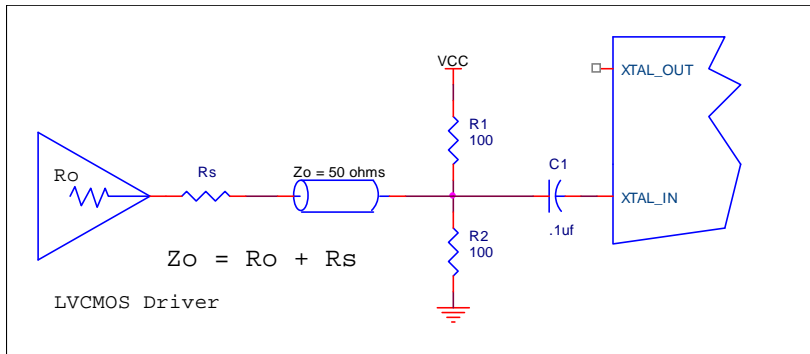 VCC
XTAL_OUT
R1
100
Ro
Rs
Zo = 50 ohms
C1
XTAL_IN
.1uf
R2
100
Zo = Ro + Rs
LVCMOS Driver